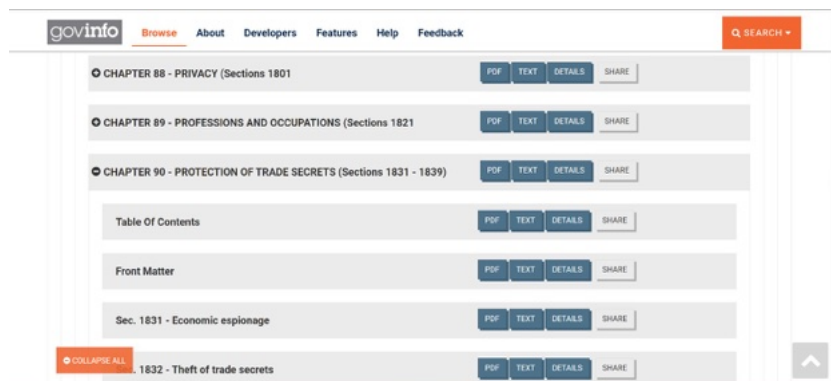 govinfo Browse About Developers Features Help Feedback SEARCH
CHAPTER 88 - PRIVACY (Sections 1801 PDF TEXT DETAILS SHARE
CHAPTER 89 - PROFESSIONS AND OCCUPATIONS (Sections 1821 PDF TEXT DETAILS SHARE
CHAPTER 90 - PROTECTION OF TRADE SECRETS (Sections 1831 - 1839) PDF TEXT DETAILS SHARE
Table Of Contents PDF TEXT DETAILS SHARE
Front Matter PDF TEXT DETAILS SHARE
Sec. 1831 - Economic espionage PDF TEXT DETAILS SHARE
COLLAPSE ALL
. 1832 - Theft of trade secrets PDF TEXT DETAILS SHARE